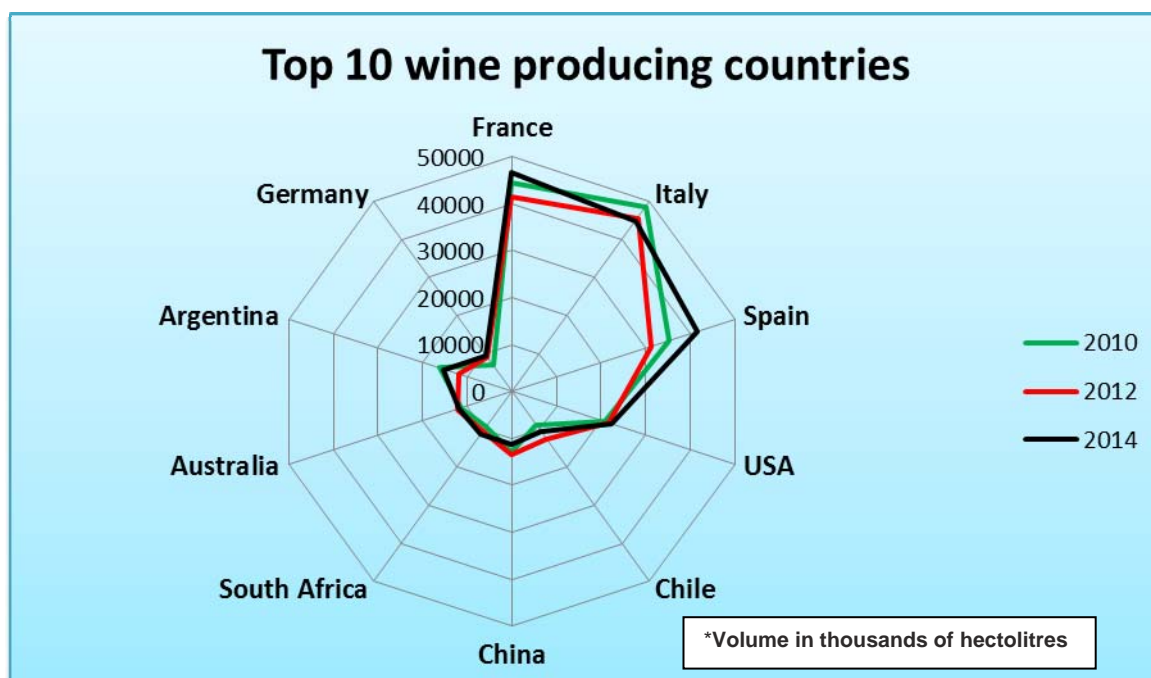 Top 10 wine producing countries
France
50000
40000
30000
20000
10000
0
Italy
Spain
USA
Chile
China
South Africa
Australia
Argentina
Germany
2010
2012
2014
*Volume in thousands of hectolitres